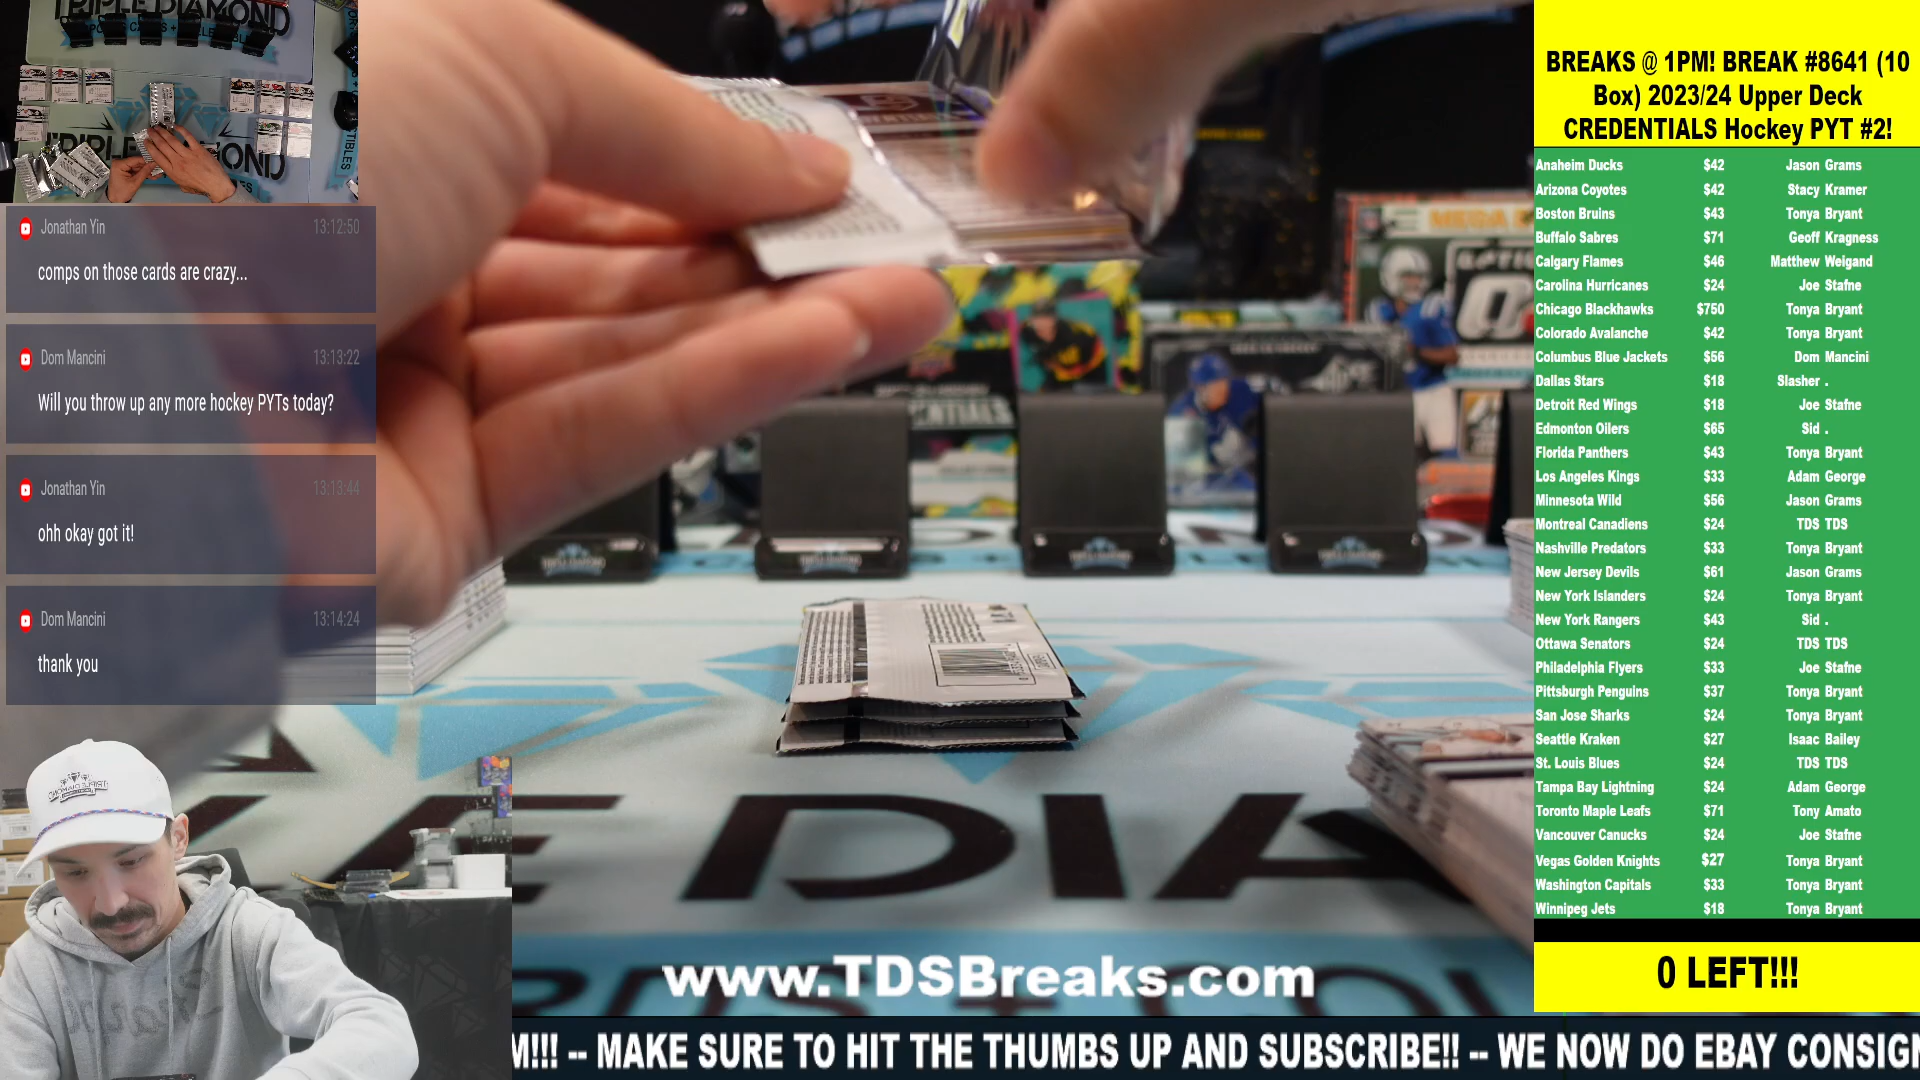 TRIPLE DIAMOND
Jonathan Yin 13:12:50
comps on those cards are crazy...
Dom Mancini 13:13:22
Will you throw up any more hockey PYTs today?
Jonathan Yin 13:13:44
ohh okay got it!
Dom Mancini 13:14:24
thank you
MEGA
E DIA
www.TDSBreaks.com
M!!! -- MAKE SURE TO HIT THE THUMBS UP AND SUBSCRIBE!! -- WE NOW DO EBAY CONSIGN
BREAKS @ 1PM! BREAK #8641 (10
Box) 2023/24 Upper Deck
CREDENTIALS Hockey PYT #2!
Anaheim Ducks $42 Jason Grams
Arizona Coyotes $42 Stacy Kramer
Boston Bruins $43 Tonya Bryant
Buffalo Sabres $71 Geoff Kragness
Calgary Flames $46 Matthew Weigand
Carolina Hurricanes $24 Joe Stafne
Chicago Blackhawks $750 Tonya Bryant
Colorado Avalanche $42 Tonya Bryant
Columbus Blue Jackets $56 Dom Mancini
Dallas Stars $18 Slasher .
Detroit Red Wings $18 Joe Stafne
Edmonton Oilers $65 Sid .
Florida Panthers $43 Tonya Bryant
Los Angeles Kings $33 Adam George
Minnesota Wild $56 Jason Grams
Montreal Canadiens $24 TDS TDS
Nashville Predators $33 Tonya Bryant
New Jersey Devils $61 Jason Grams
New York Islanders $24 Tonya Bryant
New York Rangers $43 Sid .
Ottawa Senators $24 TDS TDS
Philadelphia Flyers $33 Joe Stafne
Pittsburgh Penguins $37 Tonya Bryant
San Jose Sharks $24 Tonya Bryant
Seattle Kraken $27 Isaac Bailey
St. Louis Blues $24 TDS TDS
Tampa Bay Lightning $24 Adam George
Toronto Maple Leafs $71 Tony Amato
Vancouver Canucks $24 Joe Stafne
Vegas Golden Knights $27 Tonya Bryant
Washington Capitals $33 Tonya Bryant
Winnipeg Jets $18 Tonya Bryant
0 LEFT!!!